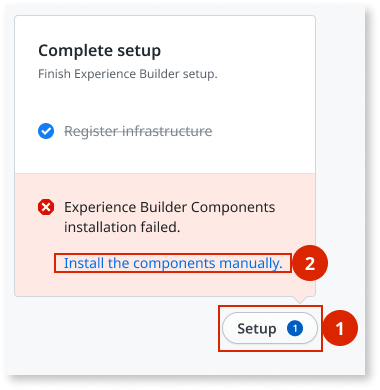 Complete setup
Finish Experience Builder setup.
Register infrastructure
Experience Builder Components
installation failed.
Install the components manually.
2
Setup 1
1